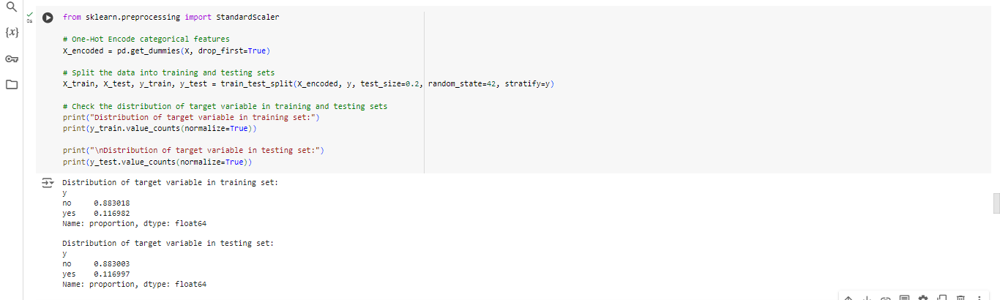 from sklearn.preprocessing import StandardScaler
# One-Hot Encode categorical features
X_encoded = pd.get_dummies(X, drop_first=True)
# Split the data into training and testing sets
X_train, X_test, y_train, y_test = train_test_split(X_encoded, y, test_size=0.2, random_state=42, stratify=y)
# Check the distribution of target variable in training and testing sets
print("Distribution of target variable in training set:")
print(y_train.value_counts(normalize=True))
print("\nDistribution of target variable in testing set:")
print(y_test.value_counts(normalize=True))
{x}
0s
Distribution of target variable in training set:
y
no 0.883018
yes 0.116982
Name: proportion, dtype: float64
Distribution of target variable in testing set:
y
no 0.883003
yes 0.116997
Name: proportion, dtype: float64